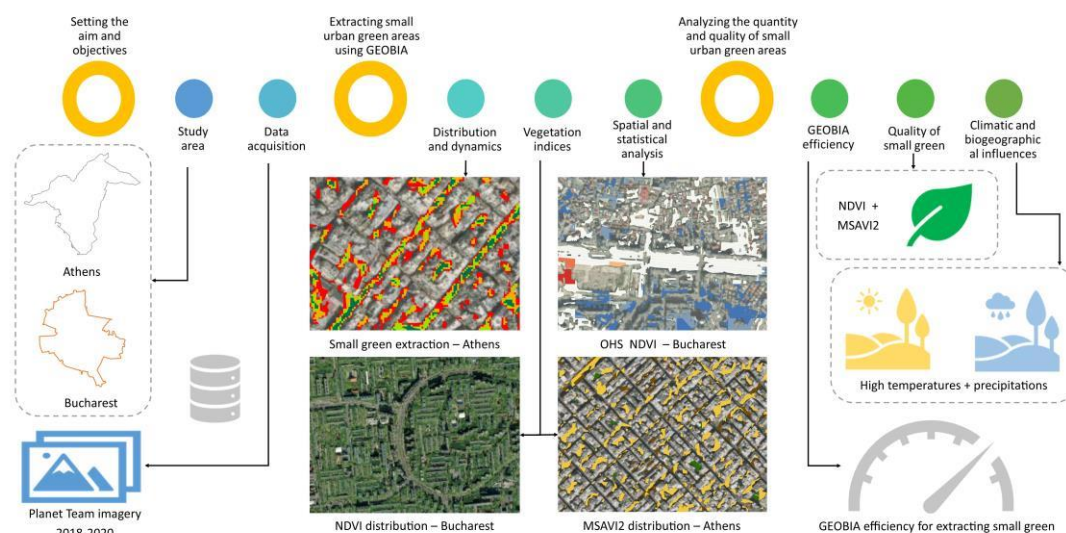 Setting the
aim and
objectives
Extracting small
urban green areas
using GEOBIA
Analyzing the quantity
and quality of small
urban green areas
Study
area
Data
acquisition
Distribution
and dynamics
Vegetation
indices
Spatial and
statistical
analysis
GEOBIA
efficiency
Quality of
small green
Climatic and
biogeographic
al influences
Athens
Bucharest
Planet Team imagery
2018-2020
Small green extraction – Athens
OHS NDVI – Bucharest
NDVI distribution – Bucharest
MSAVI2 distribution – Athens
NDVI +
MSAVI2
High temperatures + precipitations
GEOBIA efficiency for extracting small green